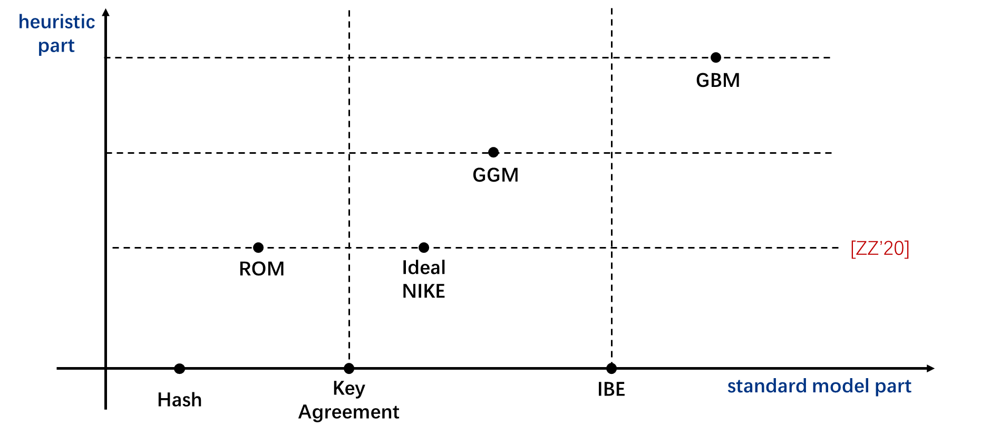 heuristic
part
GBM
GGM
[ZZ’20]
ROM
Ideal
NIKE
Hash
Key
Agreement
IBE
standard model part